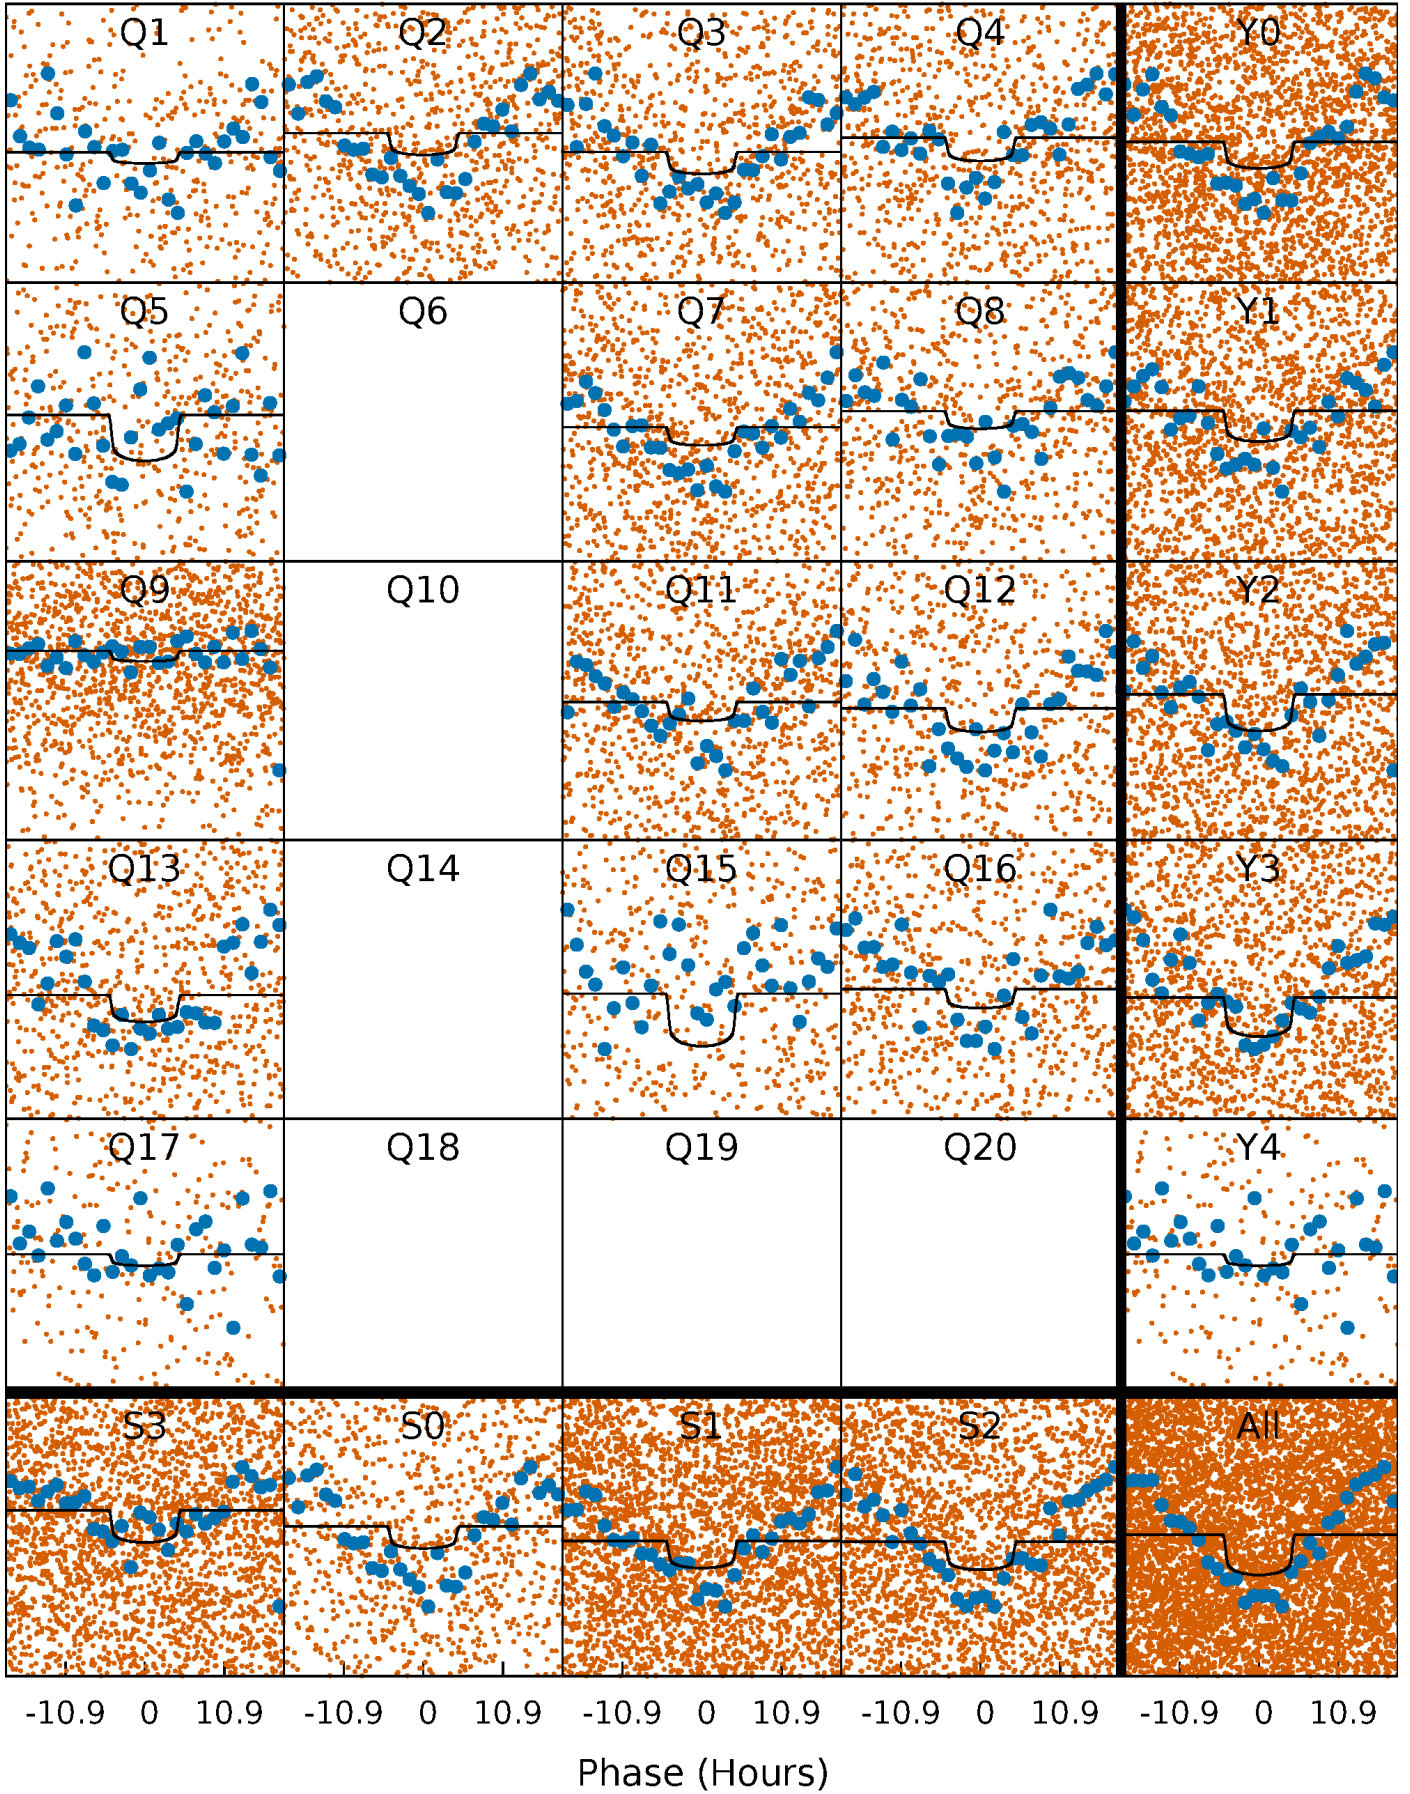 Q1 Q2 Q3 Q4 Y0
Q5 Q6 Q7 Q8 Y1
Q9 Q10 Q11 Q12 Y2
Q13 Q14 Q15 Q16 Y3
Q17 Q18 Q19 Q20 Y4
S3 S0 S1 S2 All
-10.9 0 10.9 -10.9 0 10.9 -10.9 0 10.9 -10.9 0 10.9 -10.9 0 10.9
Phase (Hours)